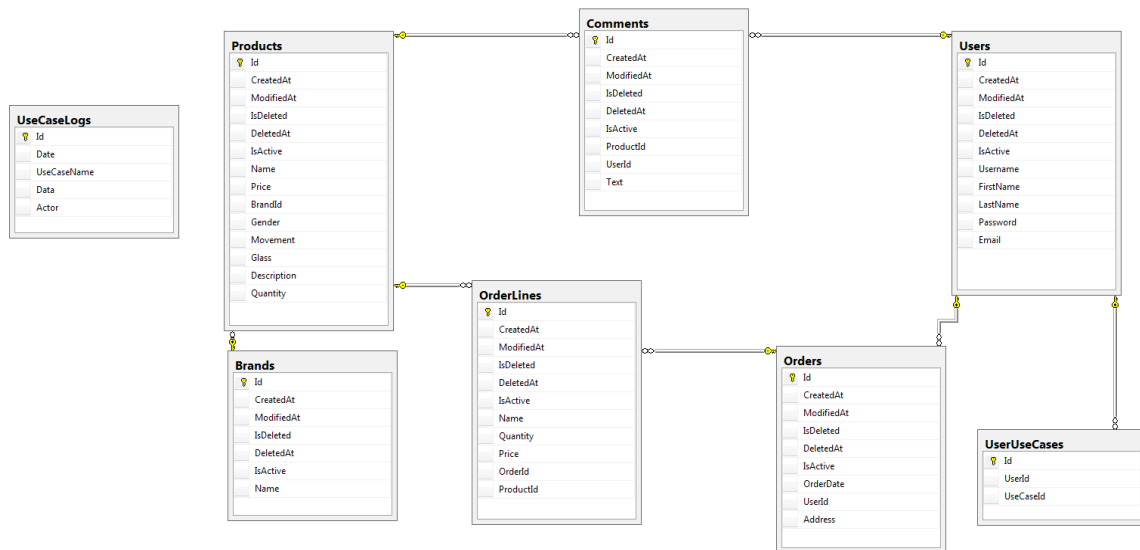 UseCaseLogs
Id
Date
UseCaseName
Data
Actor
Products
Id
CreatedAt
ModifiedAt
IsDeleted
DeletedAt
IsActive
Name
Price
BrandId
Gender
Movement
Glass
Description
Quantity
Brands
Id
CreatedAt
ModifiedAt
IsDeleted
DeletedAt
IsActive
Name
Comments
Id
CreatedAt
ModifiedAt
IsDeleted
DeletedAt
IsActive
ProductId
UserId
Text
OrderLines
Id
CreatedAt
ModifiedAt
IsDeleted
DeletedAt
IsActive
Name
Quantity
Price
OrderId
ProductId
Orders
Id
CreatedAt
ModifiedAt
IsDeleted
DeletedAt
IsActive
OrderDate
UserId
Address
Users
Id
CreatedAt
ModifiedAt
IsDeleted
DeletedAt
IsActive
Username
FirstName
LastName
Password
Email
UserUseCases
Id
UserId
UseCaseId